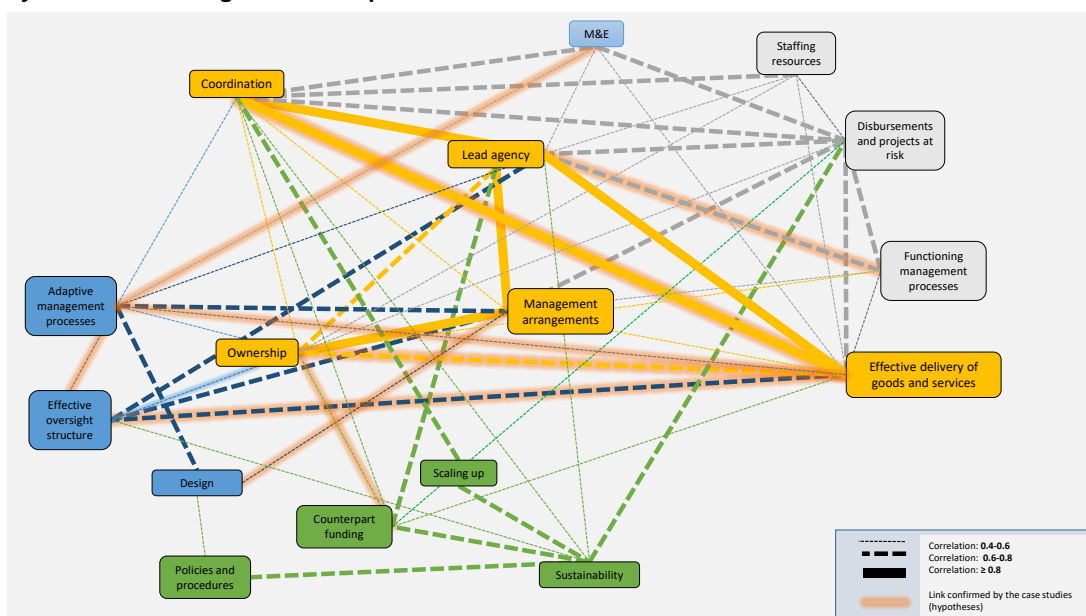 M&E
Staffing
resources
Coordination
Disbursements
and projects at
risk
Lead agency
Functioning
management
processes
Adaptive
management
processes
Management
arrangements
Ownership
Effective delivery of
goods and services
Effective
oversight
structure
Scaling up
Design
Counterpart
funding
Policies and
procedures
Sustainability
Correlation: 0.4-0.6
Correlation: 0.6-0.8
Correlation: ≥ 0.8
Link confirmed by the case studies
(hypotheses)